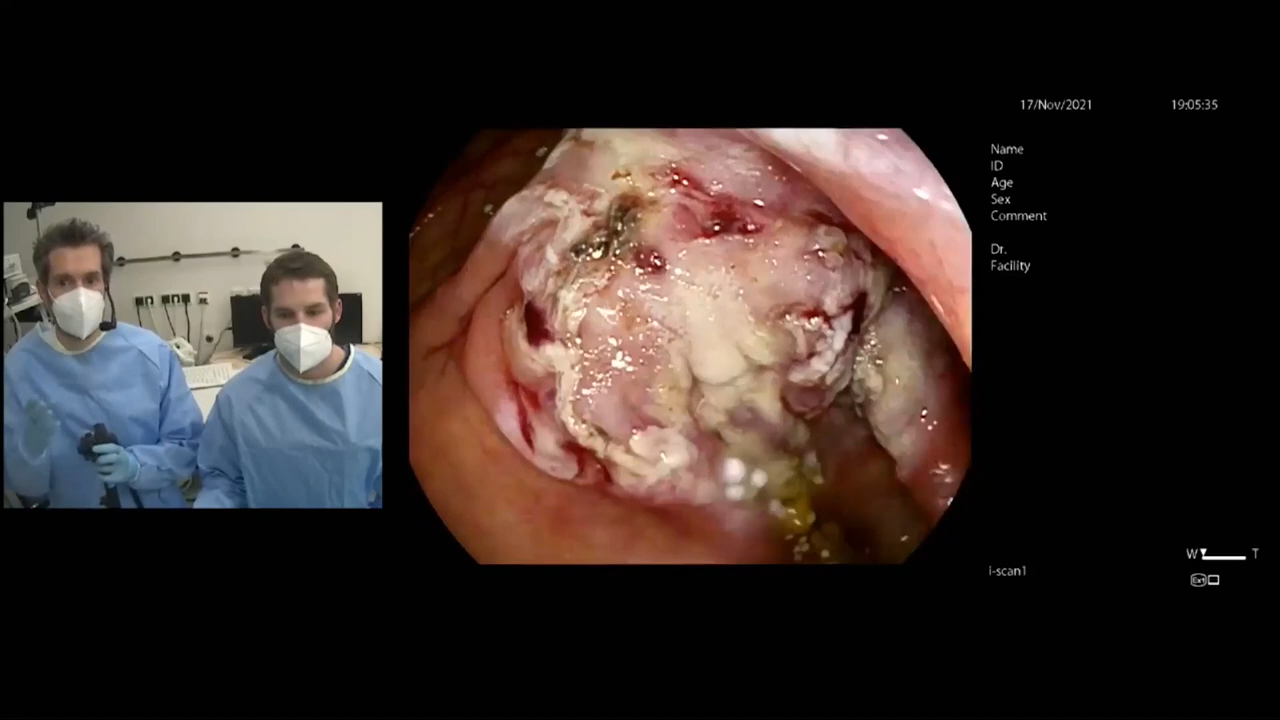 17/Nov/2021 19:05:35
Name
ID
Age
Sex
Comment
Dr.
Facility
W T
i-scan1